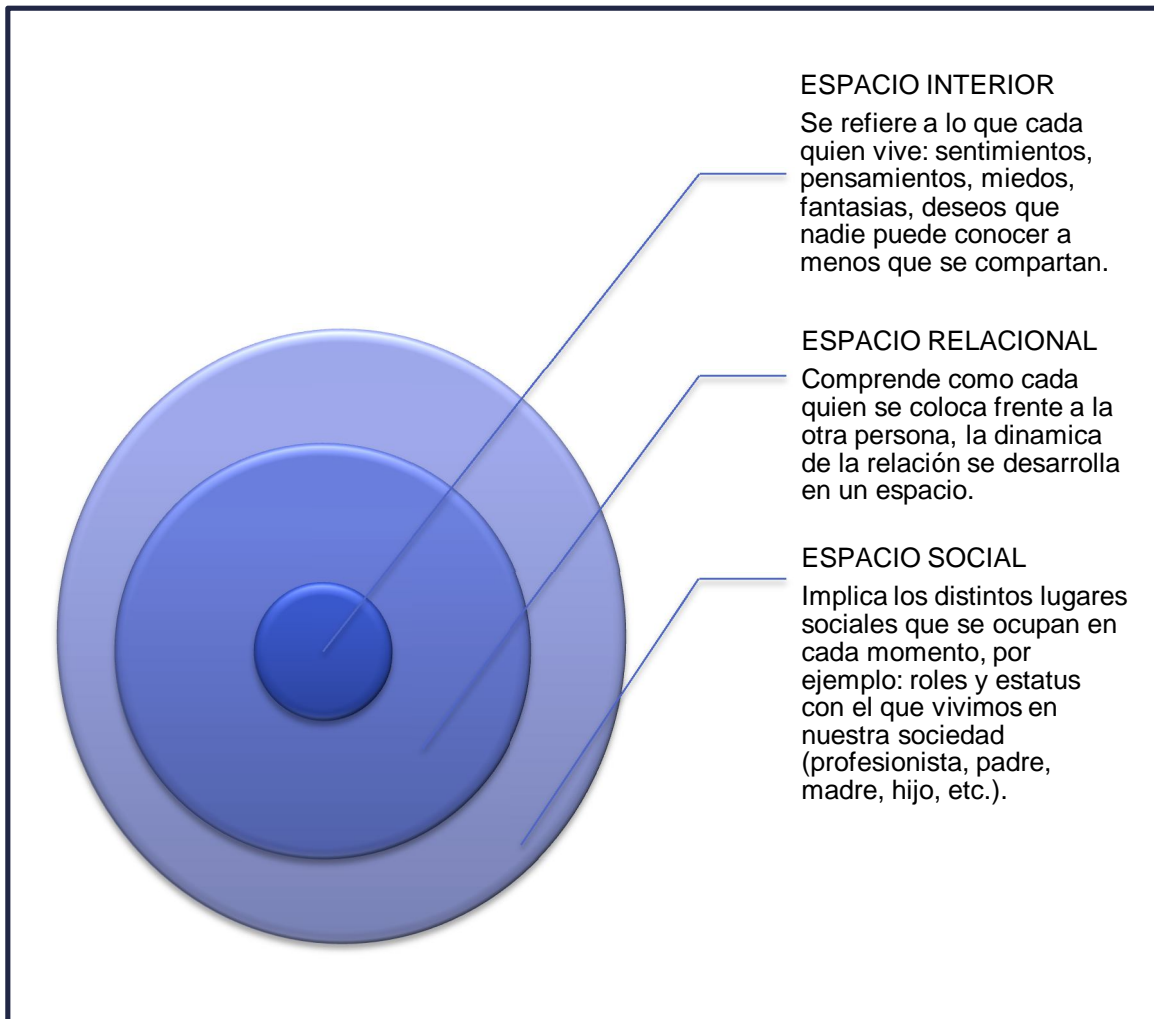 ESPACIO INTERIOR
Se refiere a lo que cada
quien vive: sentimientos,
pensamientos, miedos,
fantasias, deseos que
nadie puede conocer a
menos que se compartan.
ESPACIO RELACIONAL
Comprende como cada
quien se coloca frente a la
otra persona, la dinamica
de la relación se desarrolla
en un espacio.
ESPACIO SOCIAL
Implica los distintos lugares
sociales que se ocupan en
cada momento, por
ejemplo: roles y estatus
con el que vivimos en
nuestra sociedad
(profesionista, padre,
madre, hijo, etc.).